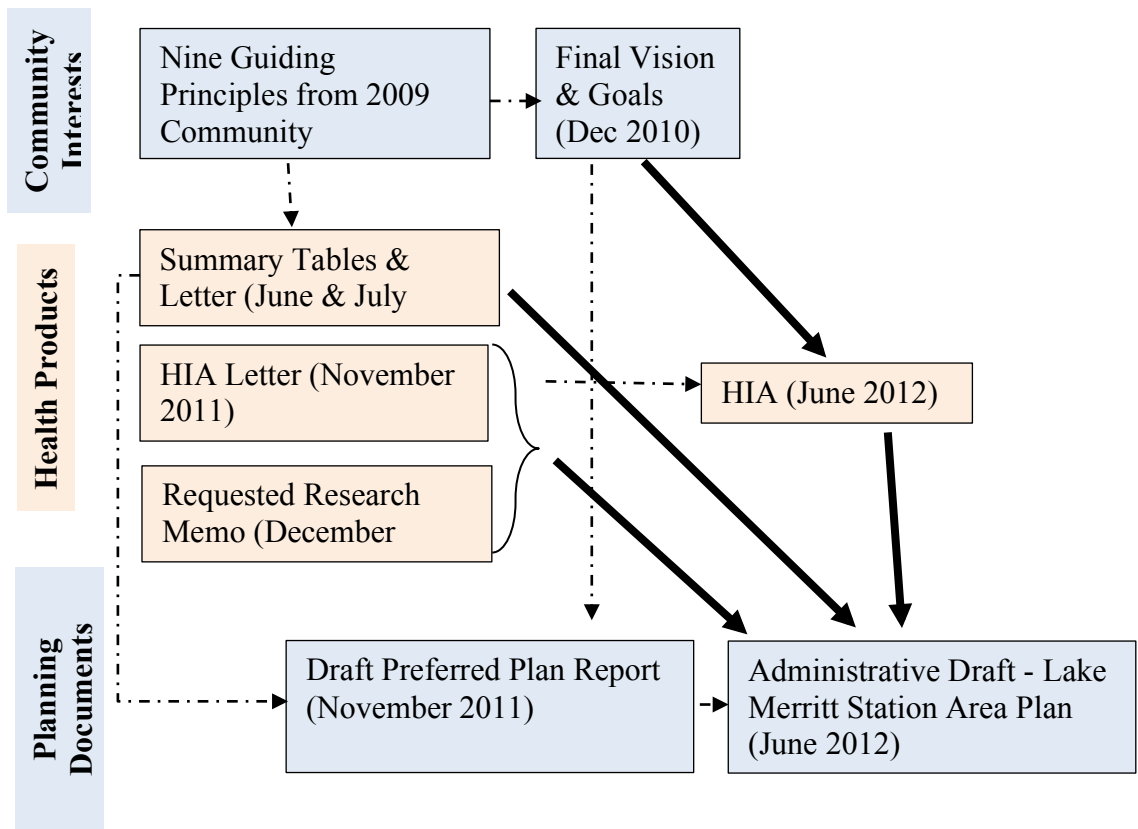 Community
Interests
Nine Guiding
Principles from 2009
Community
Final Vision
& Goals
(Dec 2010)
Health Products
Summary Tables &
Letter (June & July
HIA Letter (November
2011)
HIA (June 2012)
Requested Research
Memo (December
Planning
Documents
Draft Preferred Plan Report
(November 2011)
Administrative Draft - Lake
Merritt Station Area Plan
(June 2012)